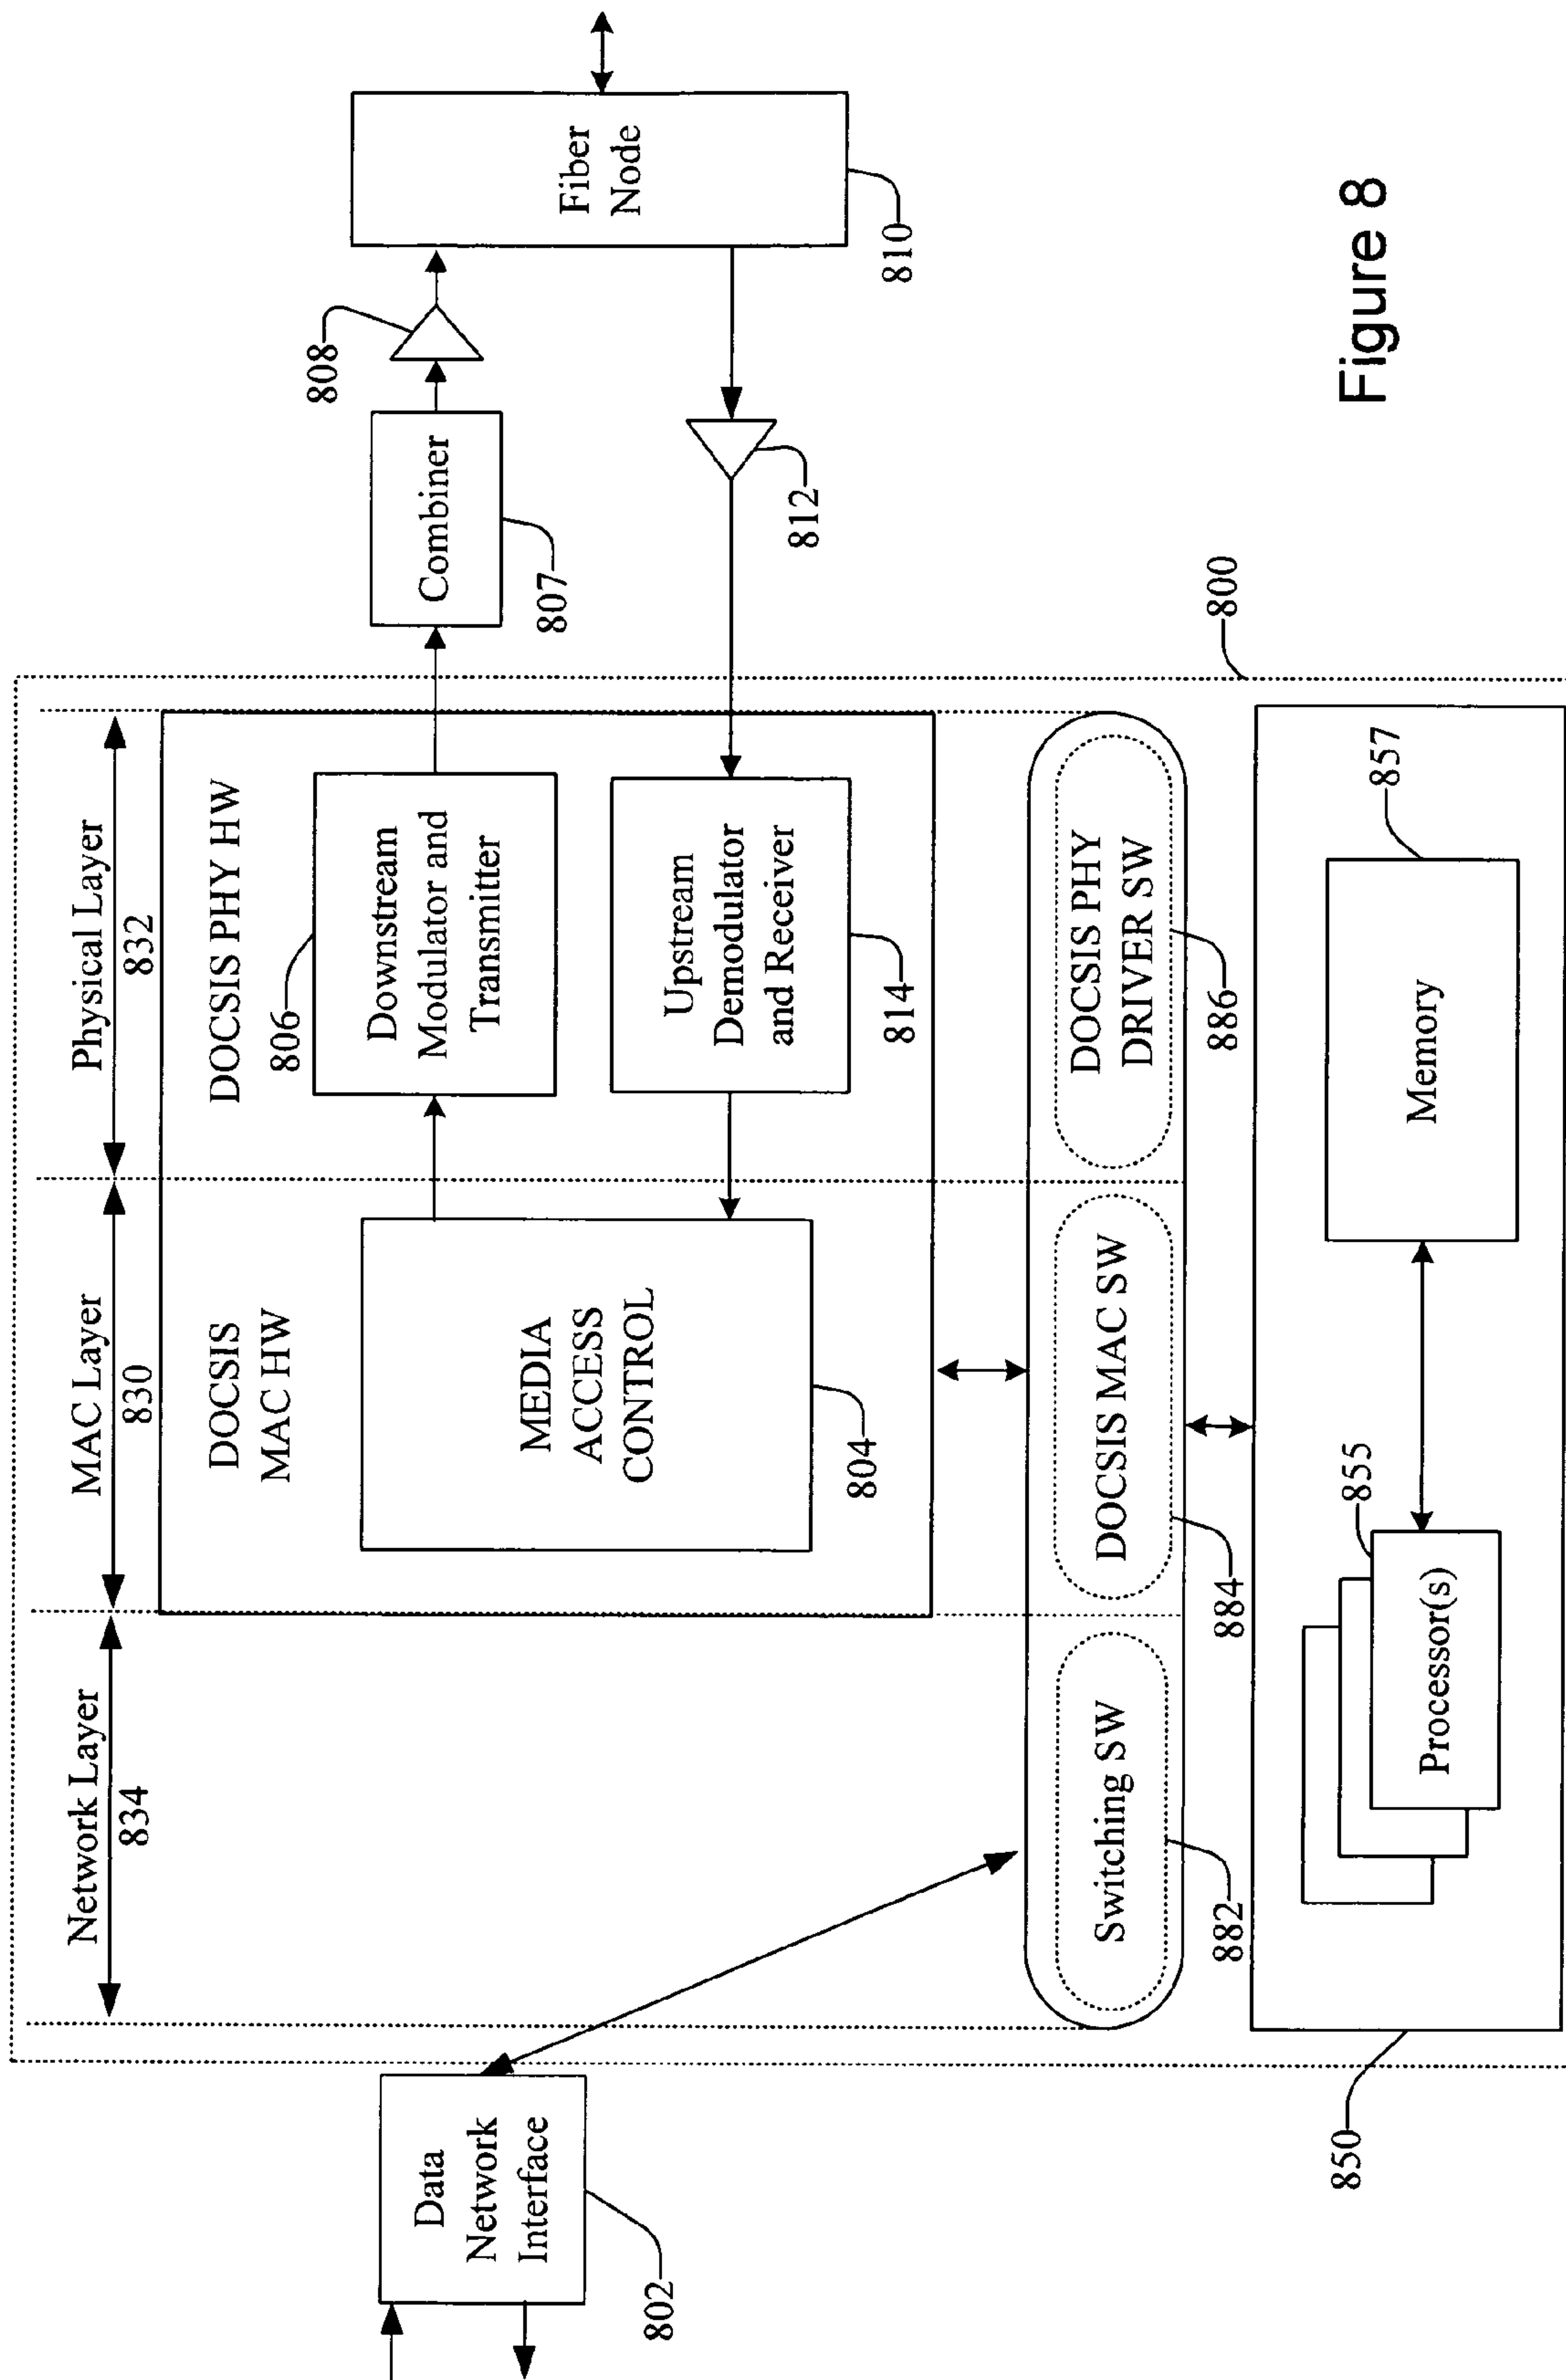 Network Layer
834
MAC Layer
830
Physical Layer
832
DOCSIS
MAC HW
DOCSIS PHY HW
MEDIA
ACCESS
CONTROL
804
806
Downstream
Modulator and
Transmitter
Upstream
Demodulator
and Receiver
814
Combiner
807
808
812
Fiber
Node
810
Data
Network
Interface
802
Switching SW
882
DOCSIS MAC SW
884
DOCSIS PHY
DRIVER SW
886
800
Processor(s)
855
Memory
857
850
Figure 8